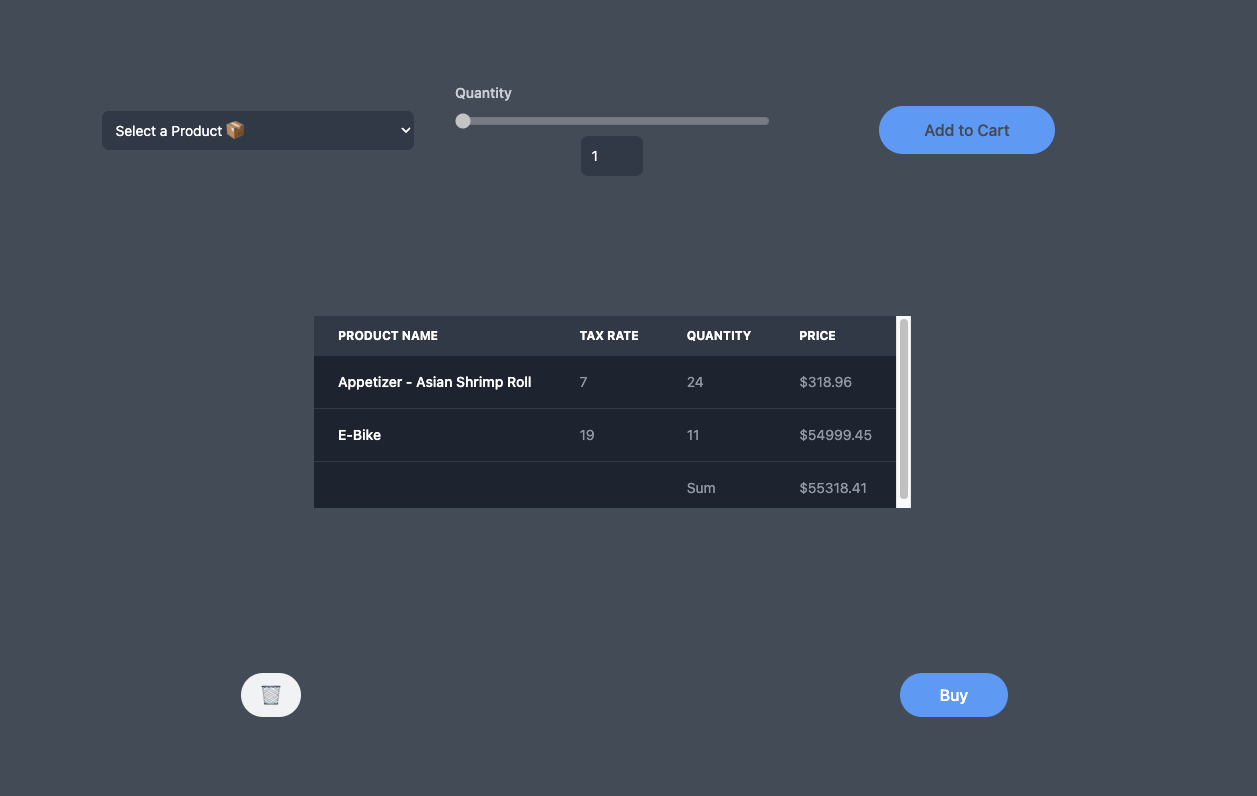 Quantity
Select a Product 📦
1
Add to Cart
PRODUCT NAME TAX RATE QUANTITY PRICE
Appetizer - Asian Shrimp Roll 7 24 $318.96
E-Bike 19 11 $54999.45
Sum $55318.41
Buy